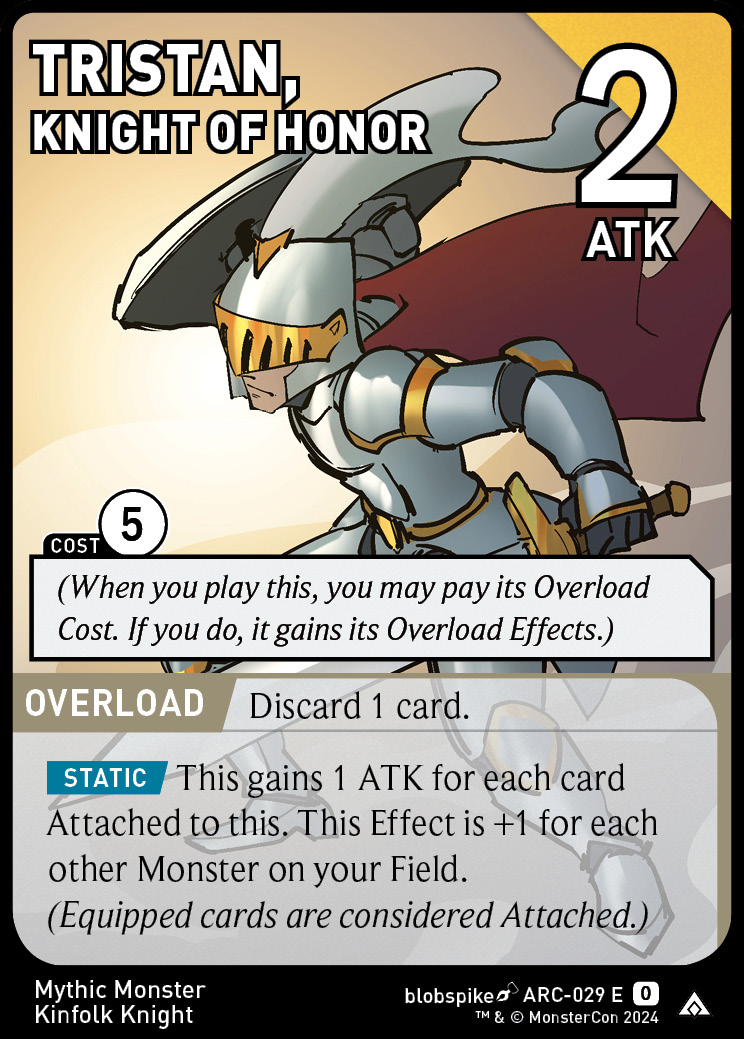 TRISTAN,
KNIGHT OF HONOR
2
ATK
COST 5
(When you play this, you may pay its Overload
Cost. If you do, it gains its Overload Effects.)
OVERLOAD Discard 1 card.
STATIC This gains 1 ATK for each card
Attached to this. This Effect is +1 for each
other Monster on your Field.
(Equipped cards are considered Attached.)
Mythic Monster
Kinfolk Knight
blobspike ARC-029 E 0
™ & © MonsterCon 2024